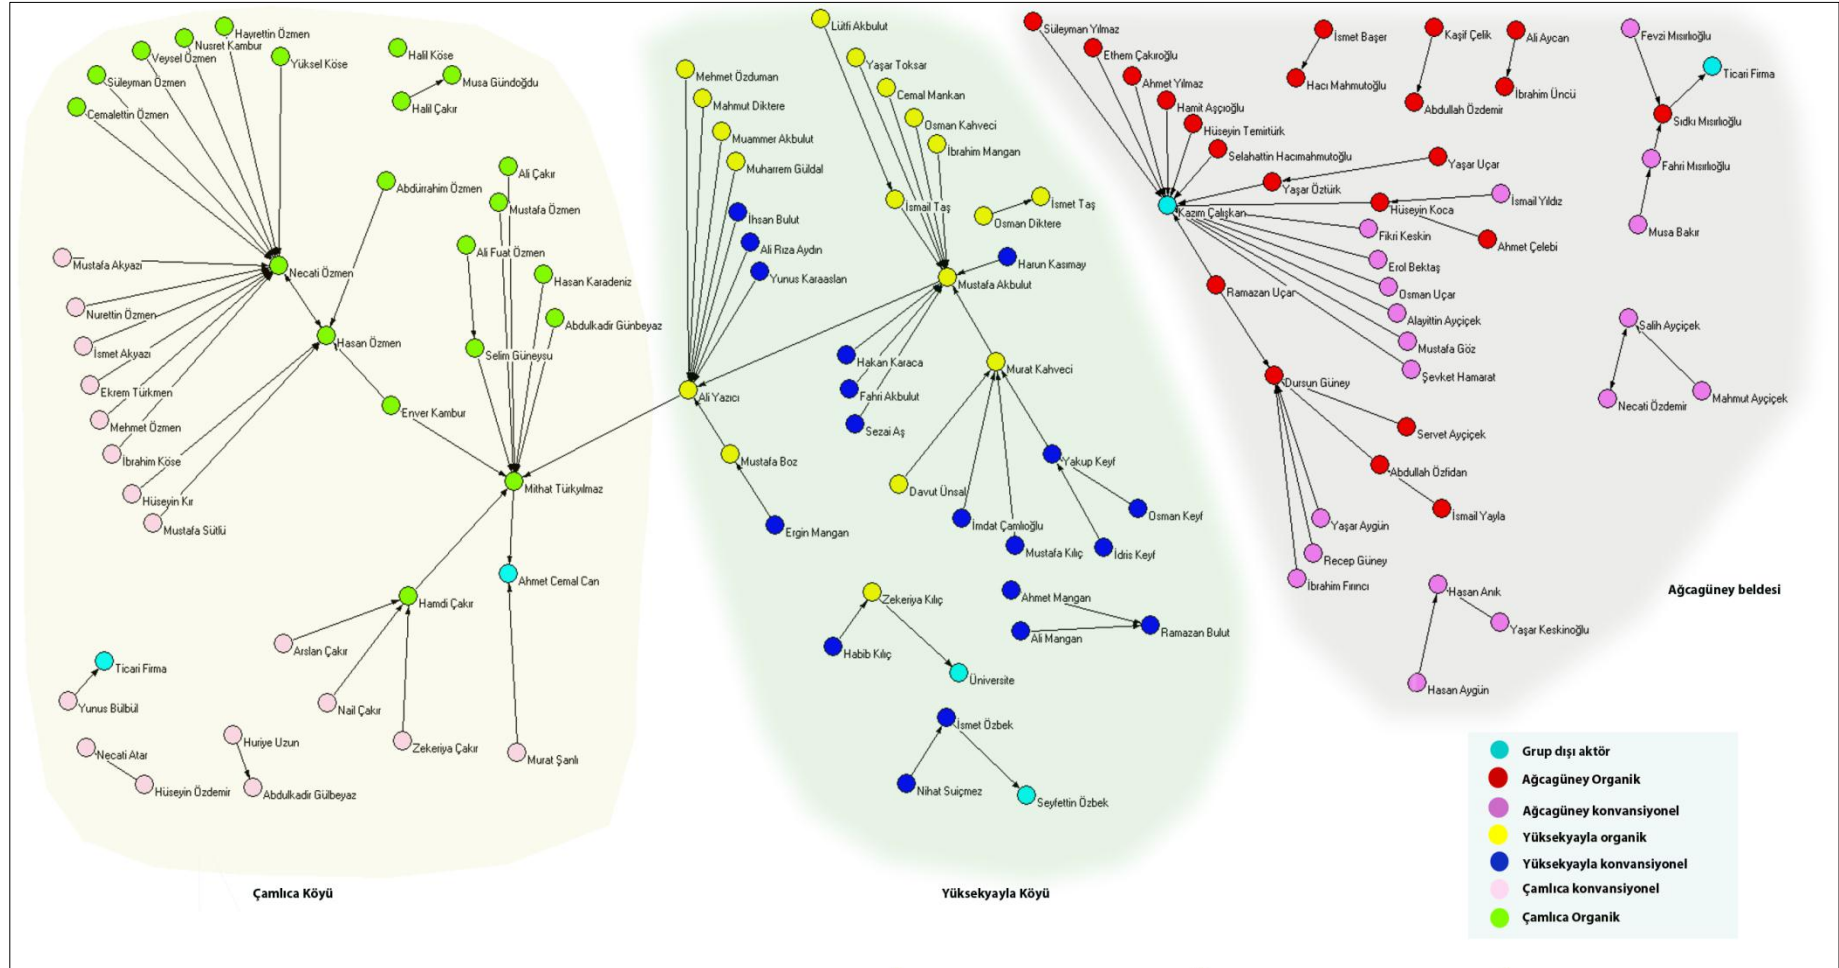 Hayrettin Özmen
Nusret Kambur
Veysel Özmen
Yüksel Köse
Süleyman Özmen
Cemalettin Özmen
Halil Köse
Musa Gündoğdu
Halil Çakır
Abdürrahim Özmen
Ali Çakır
Mustafa Özmen
Ali Fuat Özmen
Hasan Karadeniz
Abdulkadir Günbeyaz
Mustafa Akyazı
Necati Özmen
Nurettin Özmen
Hasan Özmen
İsmet Akyazı
Selim Güneysu
Ekrem Türkmen
Enver Kambur
Mehmet Özmen
İbrahim Köse
Hüseyin Kır
Mithat Türkyılmaz
Mustafa Sütlü
Ahmet Cemal Can
Hamdi Çakır
Arslan Çakır
Ticari Firma
Yunus Bülbül
Nail Çakır
Huriye Uzun
Zekeriya Çakır
Necati Atar
Murat Şanlı
Hüseyin Özdemir
Abdulkadir Gülbeyaz
Çamlıca Köyü
Lütfi Akbulut
Yaşar Toksar
Mehmet Özduman
Cemal Mankan
Mahmut Diktere
Osman Kahveci
Muammer Akbulut
İbrahim Mangan
Muharrem Güldal
İsmail Taş
İsmet Taş
İhsan Bulut
Osman Diktere
Ali Rıza Aydın
Harun Kasımay
Yunus Karaaslan
Mustafa Akbulut
Hakan Karaca
Murat Kahveci
Fahri Akbulut
Ali Yazıcı
Sezai Aş
Mustafa Boz
Yakup Keyf
Davut Ünsal
Osman Keyf
İmdat Çamlıoğlu
Ergin Mangan
Mustafa Kılıç
İdris Keyf
Zekeriya Kılıç
Ahmet Mangan
Ali Mangan
Ramazan Bulut
Habib Kılıç
Üniversite
İsmet Özbek
Nihat Suiçmez
Seyfettin Özbek
Yüksekyayla Köyü
Süleyman Yılmaz
Ethem Çakıroğlu
Ahmet Yılmaz
Hamit Aşçıoğlu
Hüseyin Temitürk
Selahattin Hacımahmutoğlu
İsmet Başer
Kaşif Çelik
Ali Aycan
Fevzi Mısırlıoğlu
Ticari Firma
Hacı Mahmutoğlu
İbrahim Üncü
Abdullah Özdemir
Sıdkı Mısırlıoğlu
Yaşar Uçar
Fahri Mısırlıoğlu
Yaşar Öztürk
Kazım Çalışkan
Hüseyin Koca
İsmail Yıldız
Musa Bakır
Fikri Keskin
Ahmet Çelebi
Erol Bektaş
Ramazan Uçar
Osman Uçar
Alayittin Ayçiçek
Salih Ayçiçek
Mustafa Göz
Şevket Hamarat
Dursun Güney
Necati Özdemir
Mahmut Ayçiçek
Servet Ayçiçek
Abdullah Özfidan
İsmail Yayla
Yaşar Aygün
Recep Güney
İbrahim Fırıncı
Hasan Anık
Ağcagüney beldesi
Yaşar Keskinoğlu
Hasan Aygün
Grup dışı aktör
Ağcagüney Organik
Ağcagüney konvansiyonel
Yüksekyayla organik
Yüksekyayla konvansiyonel
Çamlıca konvansiyonel
Çamlıca Organik